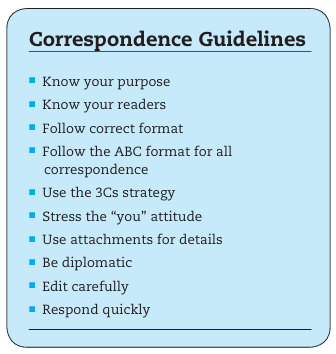 Correspondence Guidelines
■ Know your purpose
■ Know your readers
■ Follow correct format
■ Follow the ABC format for all
correspondence
■ Use the 3Cs strategy
■ Stress the “you” attitude
■ Use attachments for details
■ Be diplomatic
■ Edit carefully
■ Respond quickly